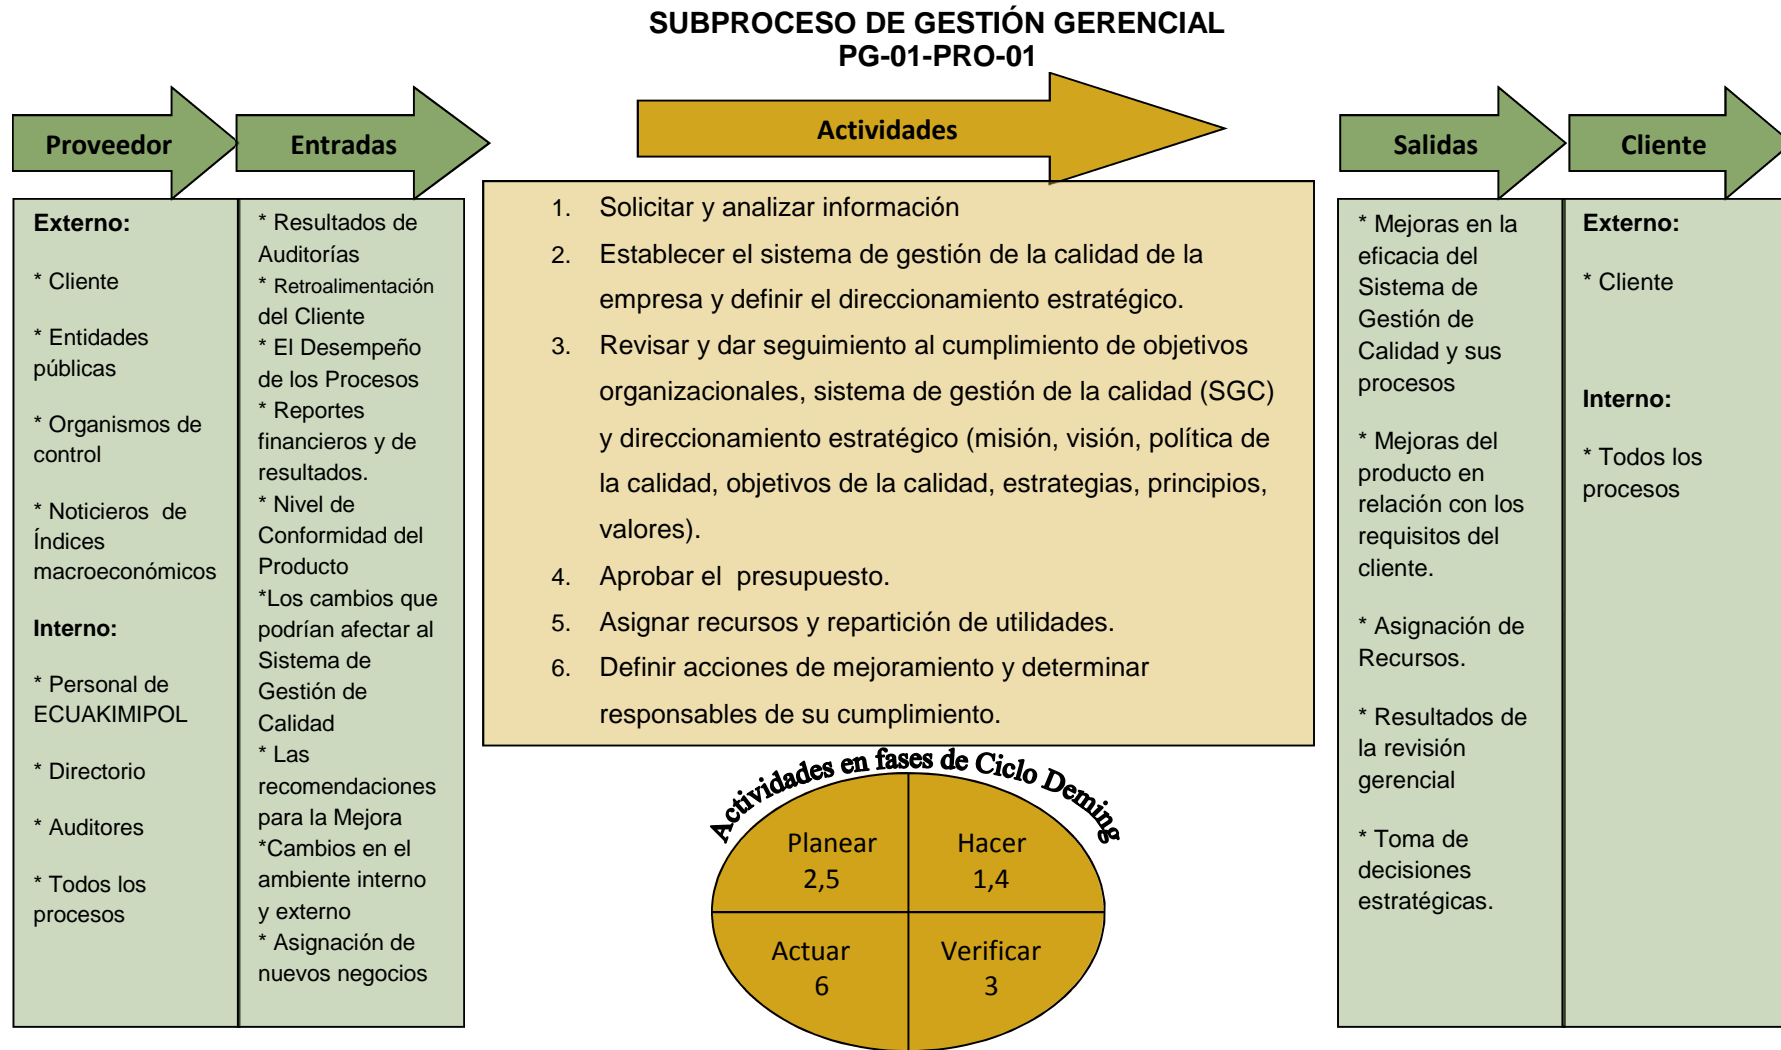 SUBPROCESO DE GESTIÓN GERENCIAL
PG-01-PRO-01
Proveedor
Entradas
Actividades
Salidas
Cliente
Externo:
* Cliente
* Entidades
públicas
* Organismos de
control
* Noticieros  de
Índices
macroeconómicos
Interno:
* Personal de
ECUAKIMIPOL
* Directorio
* Auditores
* Todos los
procesos
* Resultados de
Auditorías
* Retroalimentación
del Cliente
* El Desempeño
de los Procesos
* Reportes
financieros y de
resultados.
* Nivel de
Conformidad del
Producto
*Los cambios que
podrían afectar al
Sistema de
Gestión de
Calidad
* Las
recomendaciones
para la Mejora
*Cambios en el
ambiente interno
y externo
* Asignación de
nuevos negocios
1. Solicitar y analizar información
2. Establecer el sistema de gestión de la calidad de la
empresa y definir el direccionamiento estratégico.
3. Revisar y dar seguimiento al cumplimiento de objetivos
organizacionales, sistema de gestión de la calidad (SGC)
y direccionamiento estratégico (misión, visión, política de
la calidad, objetivos de la calidad, estrategias, principios,
valores).
4. Aprobar el  presupuesto.
5. Asignar recursos y repartición de utilidades.
6. Definir acciones de mejoramiento y determinar
responsables de su cumplimiento.
Actividades en fases de Ciclo Deming
Planear
2,5
Hacer
1,4
Actuar
6
Verificar
3
* Mejoras en la
eficacia del
Sistema de
Gestión de
Calidad y sus
procesos
* Mejoras del
producto en
relación con los
requisitos del
cliente.
* Asignación de
Recursos.
* Resultados de
la revisión
gerencial
* Toma de
decisiones
estratégicas.
Externo:
* Cliente
Interno:
* Todos los
procesos